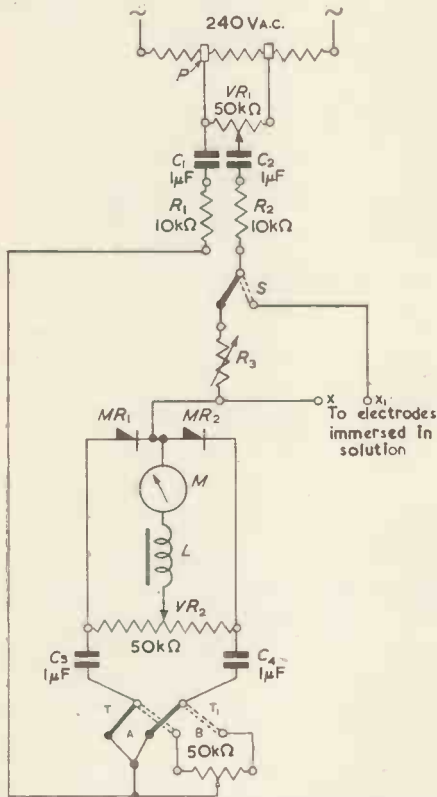 ~ ~
240 V A.C.
P
VR₁
50kΩ
C₁ C₂
1μF 1μF
R₁ R₂
10kΩ 10kΩ
S
R₃
MR₁ MR₂
X X₁
To electrodes
immersed in
solution
M
L
VR₂
50kΩ
C₃ C₄
1μF 1μF
T A B T₁
50kΩ